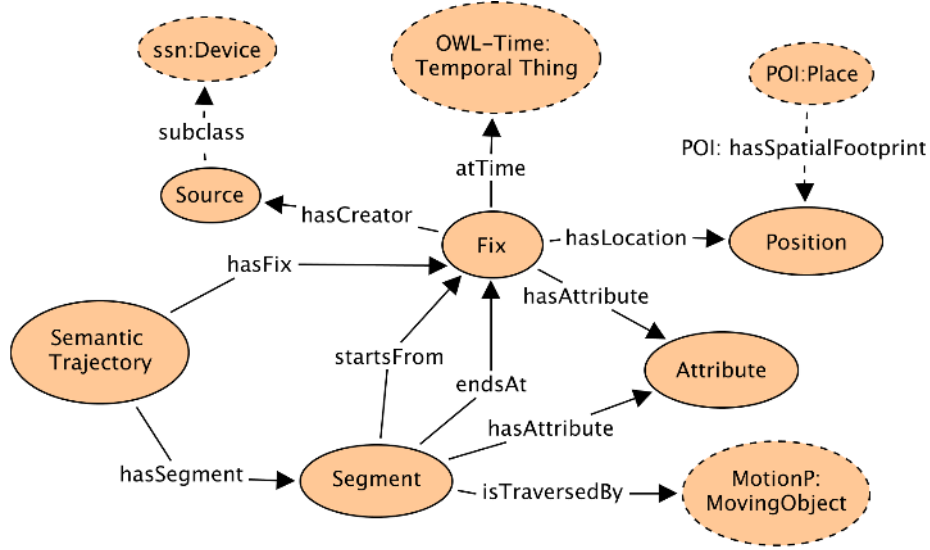 ssn:Device
OWL-Time:
Temporal Thing
POI:Place
subclass
POI: hasSpatialFootprint
atTime
Source
hasCreator
Fix
hasLocation
Position
hasFix
hasAttribute
Semantic
Trajectory
startsFrom
Attribute
endsAt
hasAttribute
hasSegment
Segment
isTraversedBy
MotionP:
MovingObject